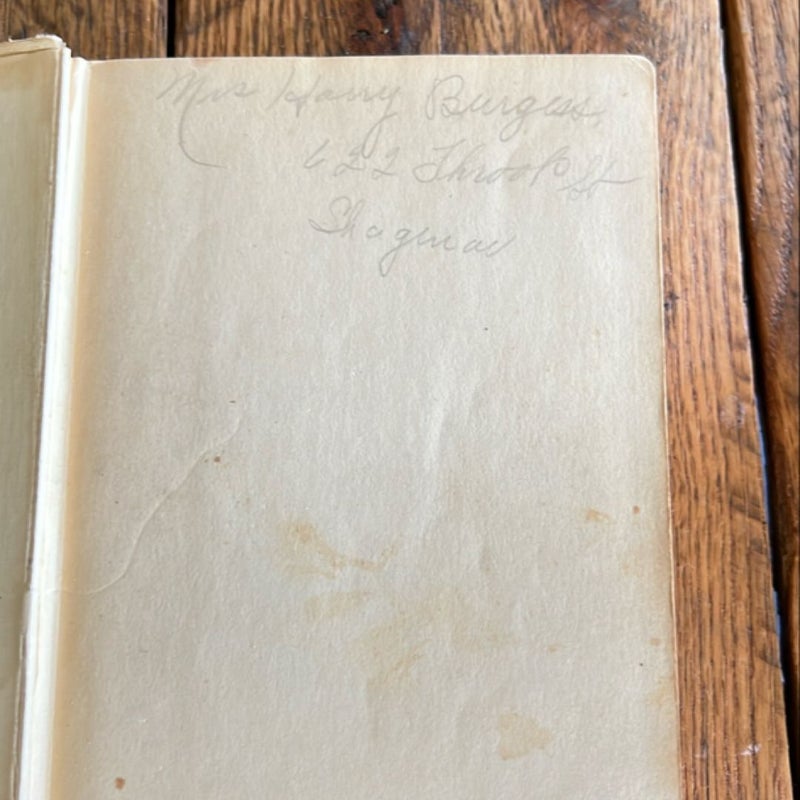 Mrs Harry Burgess.
622 Throop St
Saginaw